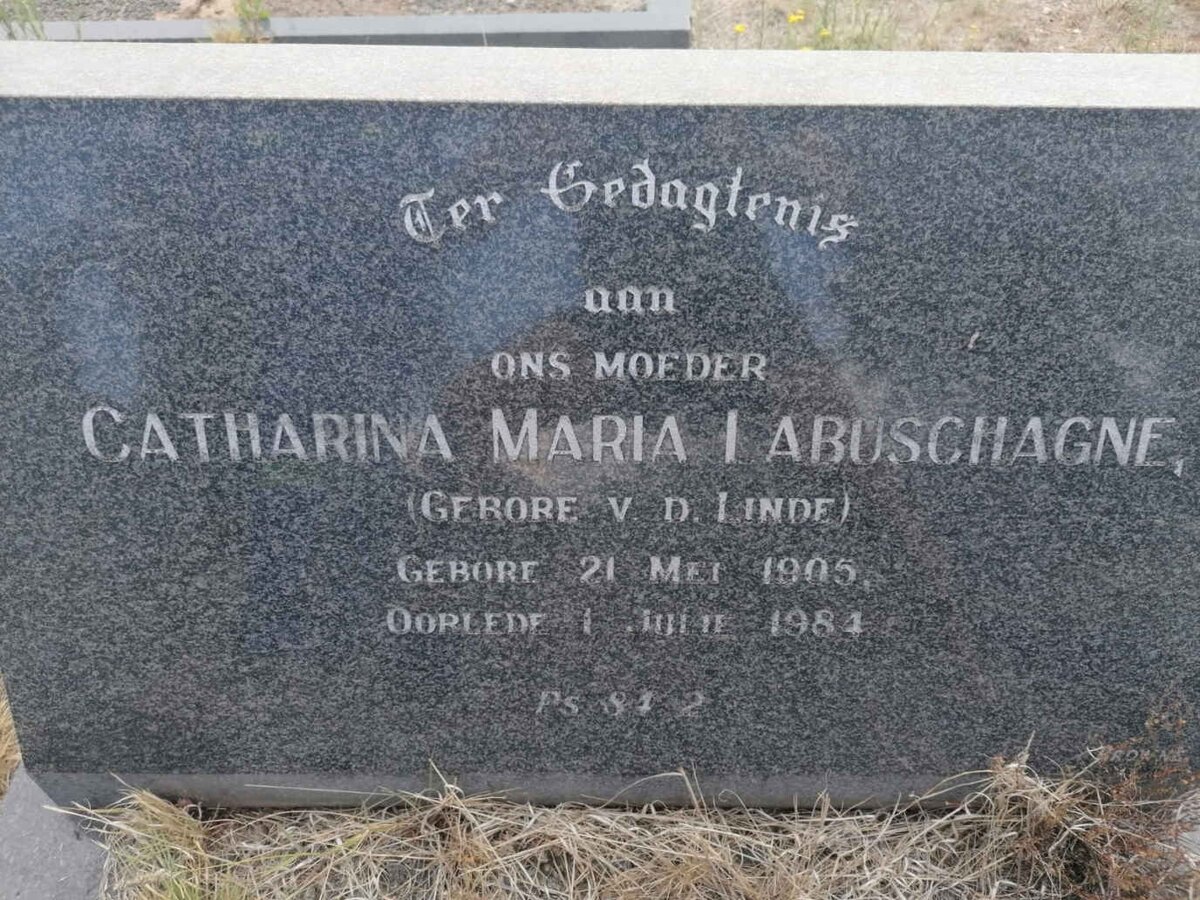 Ter Gedagtenis
aan
ONS MOEDER
CATHARINA MARIA LABUSCHAGNE,
(GEBORE V. D. LINDE)
GEBORE 21 MEI 1905,
OORLEDE 1 JULIE 1984
PS 84 2